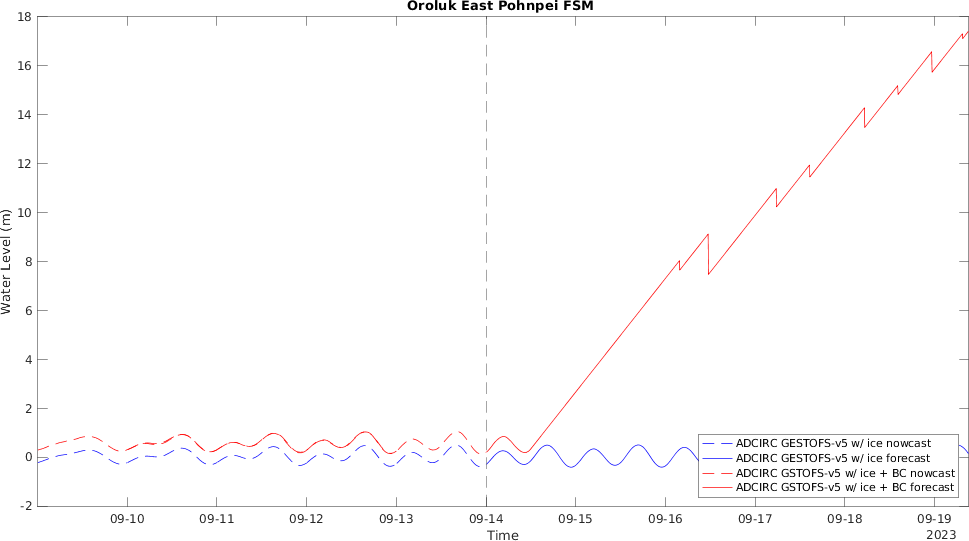 Oroluk East Pohnpei FSM
18
16
14
12
10
8
6
4
2
0
-2
Water Level (m)
ADCIRC GESTOFS-v5 w/ ice nowcast
ADCIRC GESTOFS-v5 w/ ice forecast
ADCIRC GSTOFS-v5 w/ ice + BC nowcast
ADCIRC GSTOFS-v5 w/ ice + BC forecast
09-10 09-11 09-12 09-13 09-14 09-15 09-16 09-17 09-18 09-19
Time
2023